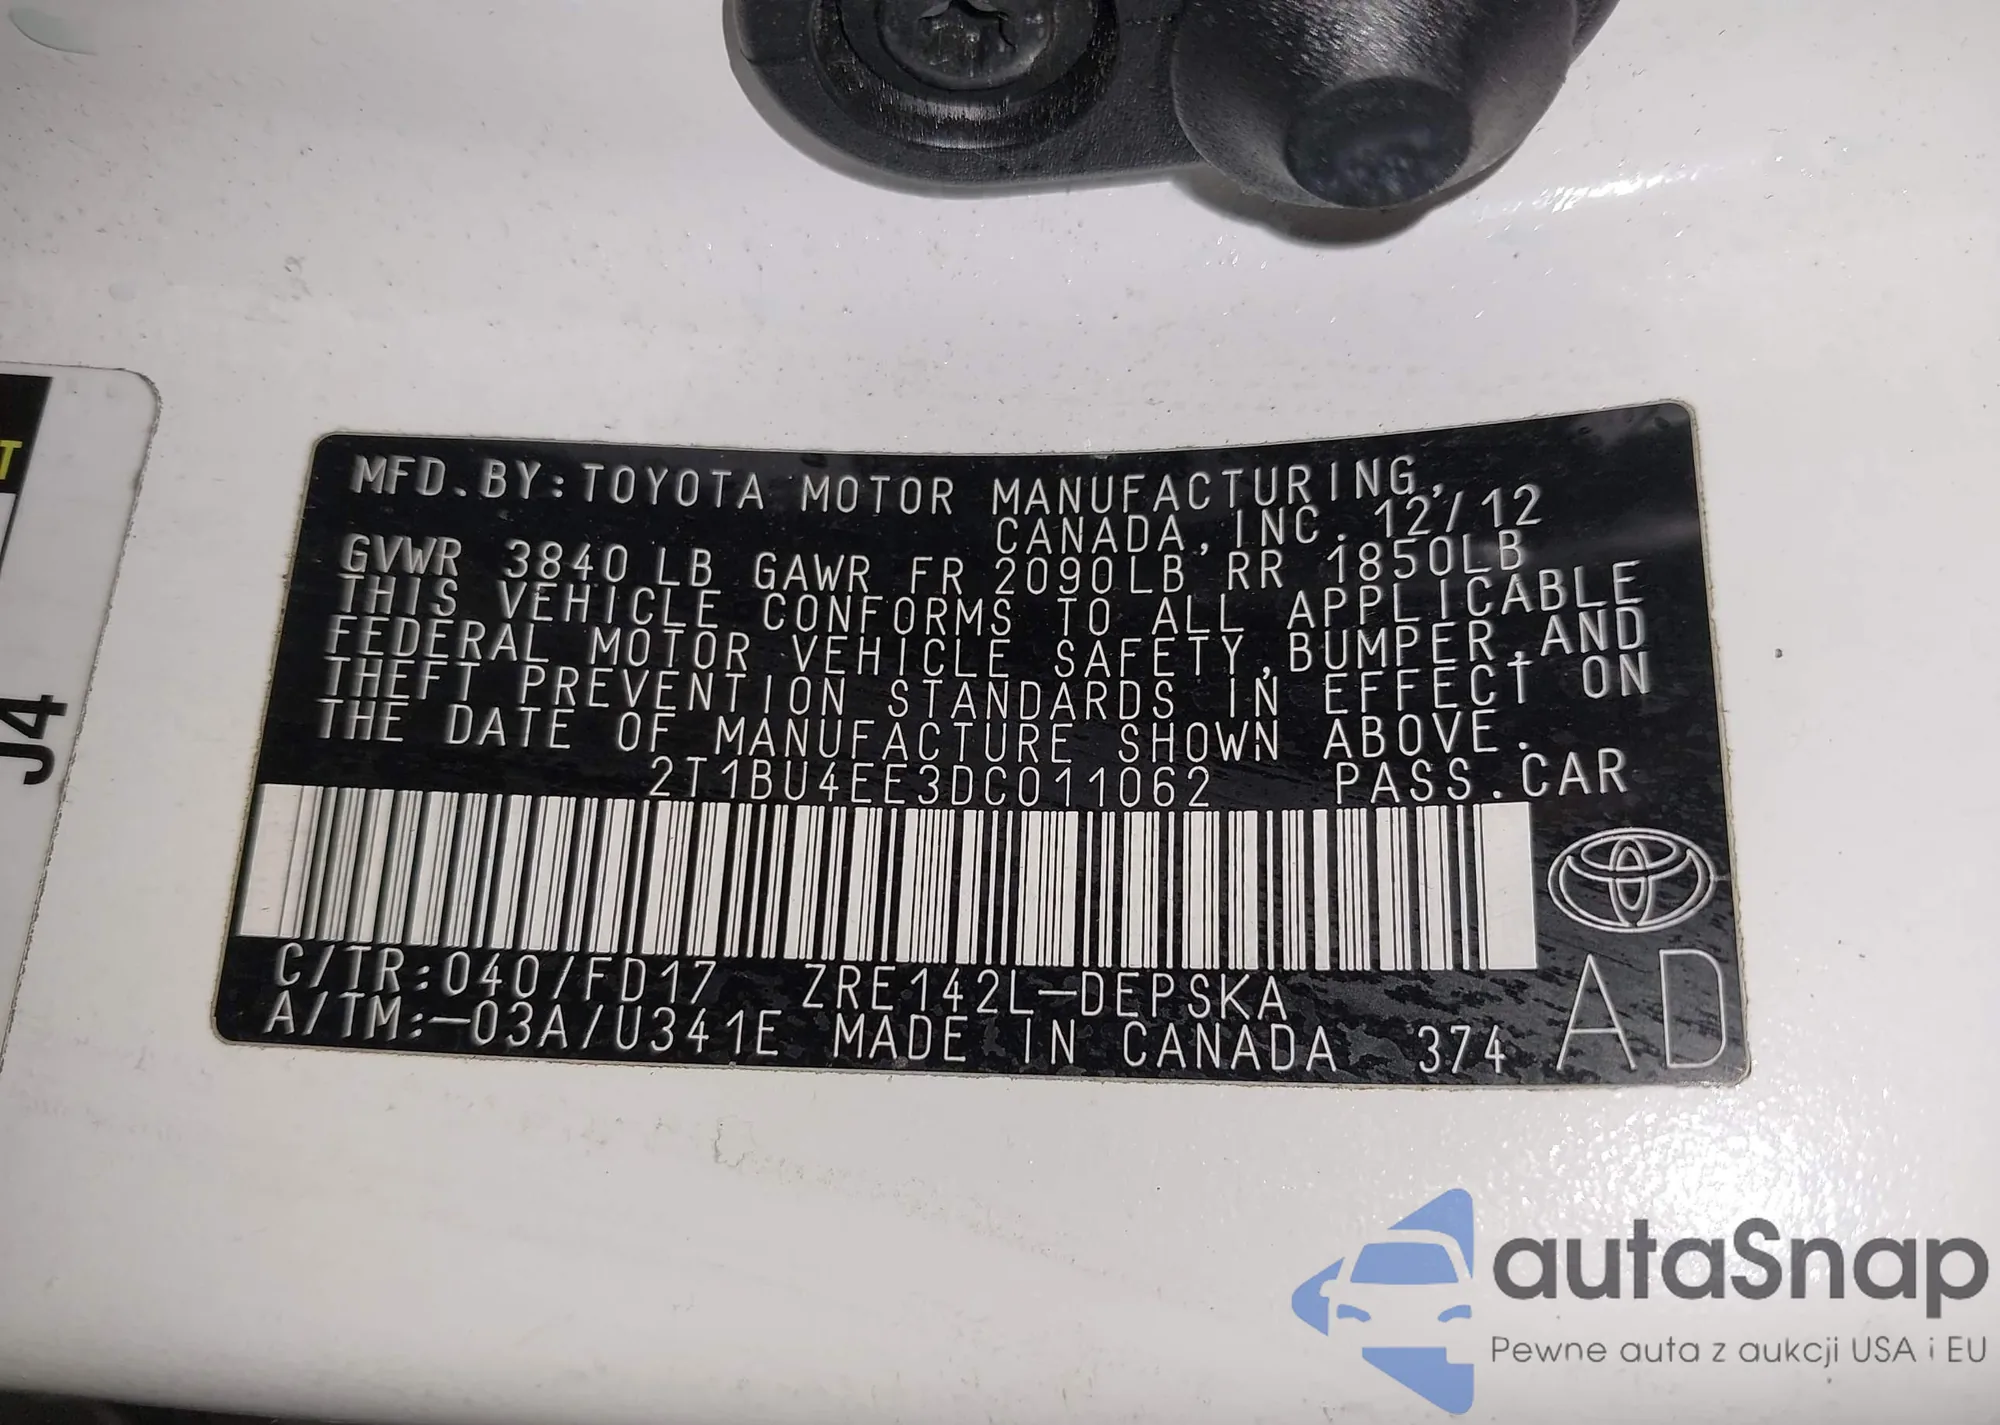 MFD.BY:TOYOTA MOTOR MANUFACTURING,
CANADA,INC. 12/12
GVWR 3840 LB GAWR FR 2090LB RR 1850LB
THIS VEHICLE CONFORMS TO ALL APPLICABLE
FEDERAL MOTOR VEHICLE SAFETY,BUMPER,AND
THEFT PREVENTION STANDARDS IN EFFECT ON
THE DATE OF MANUFACTURE SHOWN ABOVE.
2T1BU4EE3DC011062 PASS.CAR
C/TR:040/FD17 ZRE142L-DEPSKA
A/TM:-03A/U341E MADE IN CANADA 374
AD
T
J4
autaSnap
Pewne auta z aukcji USA i EU